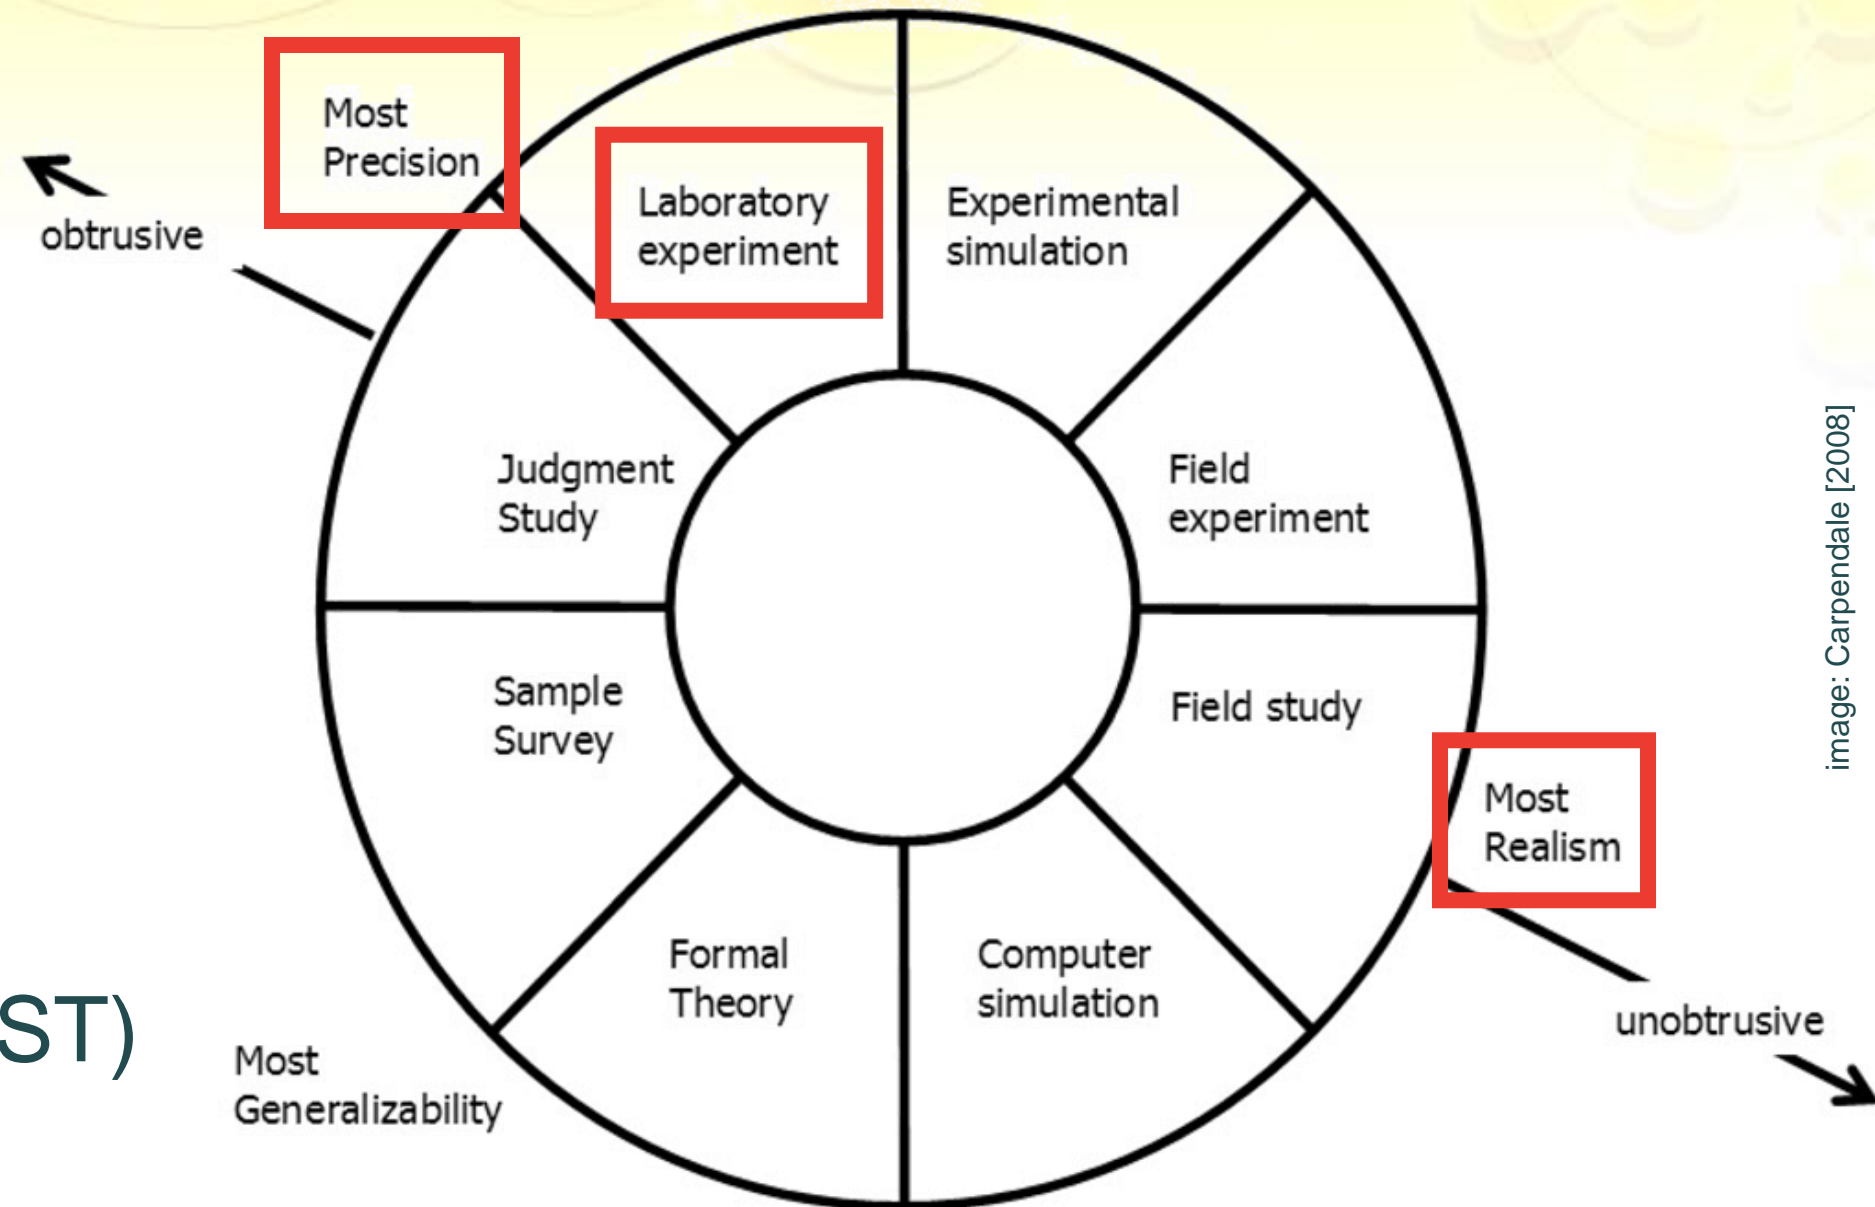 Most
Precision
obtrusive
Laboratory
experiment
Experimental
simulation
Judgment
Study
Field
experiment
Sample
Survey
Field study
Most
Realism
Formal
Theory
Computer
simulation
unobtrusive
ST)
Most
Generalizability
image: Carpendale [2008]